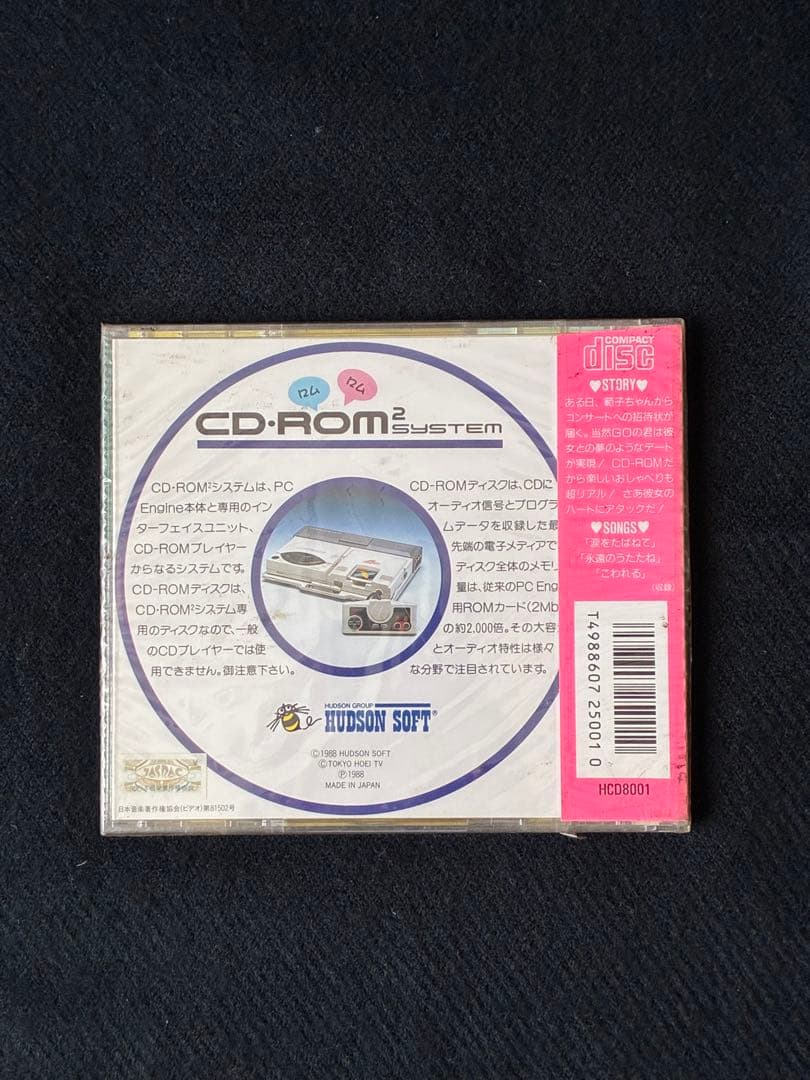 ロム
ロム
CD・ROM2
SYSTEM
CD・ROM²システムは、PC
Engine本体と専用のイン
ターフェイスユニット、
CD-ROMプレイヤー
からなるシステムです。
CD-ROMディスクは、
CD・ROM²システム専
用のディスクなので、一般
のCDプレイヤーでは使
用できません。御注意下さい。
CD-ROMディスクは、CDに
オーディオ信号とプログラ
ムデータを収録した最
先端の電子メディアで
ディスク全体のメモリ
量は、従来のPC Eng
用ROMカード(2Mb
の約2,000倍。その大容
とオーディオ特性は様々
な分野で注目されています。
HUDSON GROUP
HUDSON SOFT®
©1988 HUDSON SOFT
©TOKYO HOEI TV
℗1988
MADE IN JAPAN
JASRAC
日本音楽著作権協会(ビデオ)第81502号
COMPACT
disc
♥STORY♥
ある日、範子ちゃんから
コンサートへの招待状が
届く。当然GOの君は彼
女との夢のようなデート
が実現! CD-ROMだ
から楽しいおしゃべりも
超リアル! さあ彼女の
ハートにアタックだ!
♥SONGS♥
「涙をたばねて」
「永遠のうたたね」
「こわれる」
(収録)
T4988607 25001 0
HCD8001